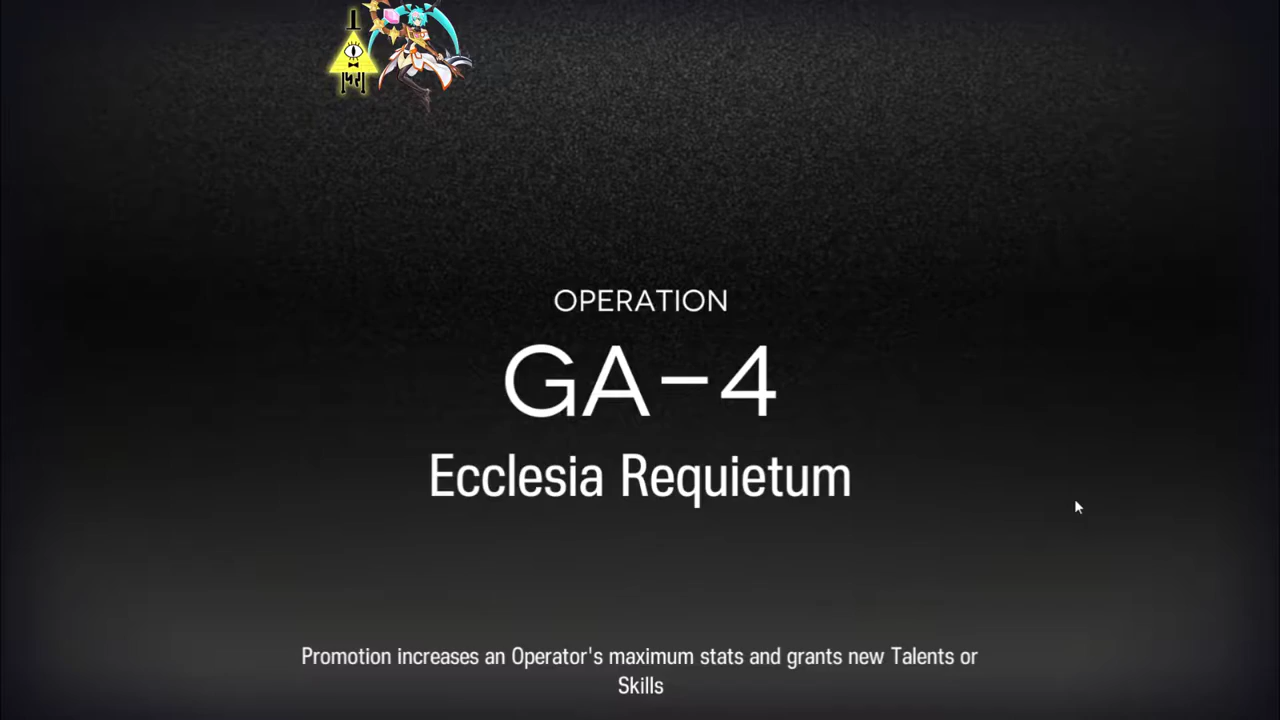 OPERATION
GA-4
Ecclesia Requietum
Promotion increases an Operator's maximum stats and grants new Talents or
Skills